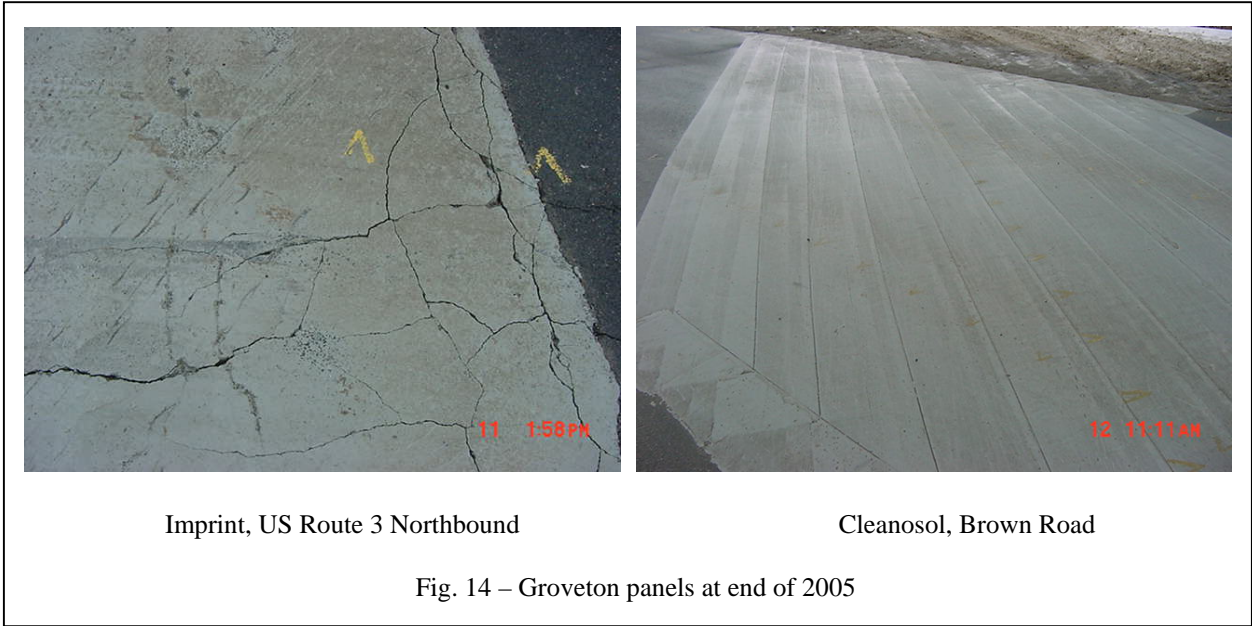 11 1:58PM
12 11:11AM
Imprint, US Route 3 Northbound
Cleanosol, Brown Road
Fig. 14 – Groveton panels at end of 2005